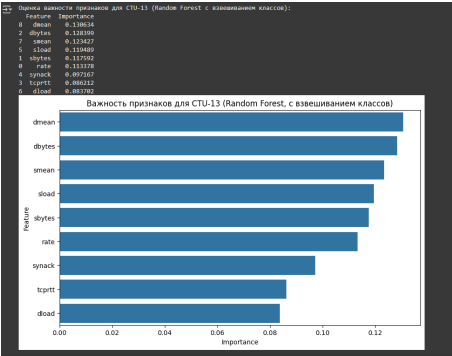 Оценка важности признаков для CTU-13 (Random Forest с взвешиванием классов):
Feature Importance
8 dmean 0.130634
2 dbytes 0.128399
7 smean 0.123427
5 sload 0.119489
1 sbytes 0.117592
0 rate 0.113378
4 synack 0.097167
3 tcprtt 0.086212
6 dload 0.083702
Важность признаков для CTU-13 (Random Forest, с взвешиванием классов)
dmean
dbytes
smean
sload
sbytes
rate
synack
tcprtt
dload
Feature
0.00 0.02 0.04 0.06 0.08 0.10 0.12
Importance